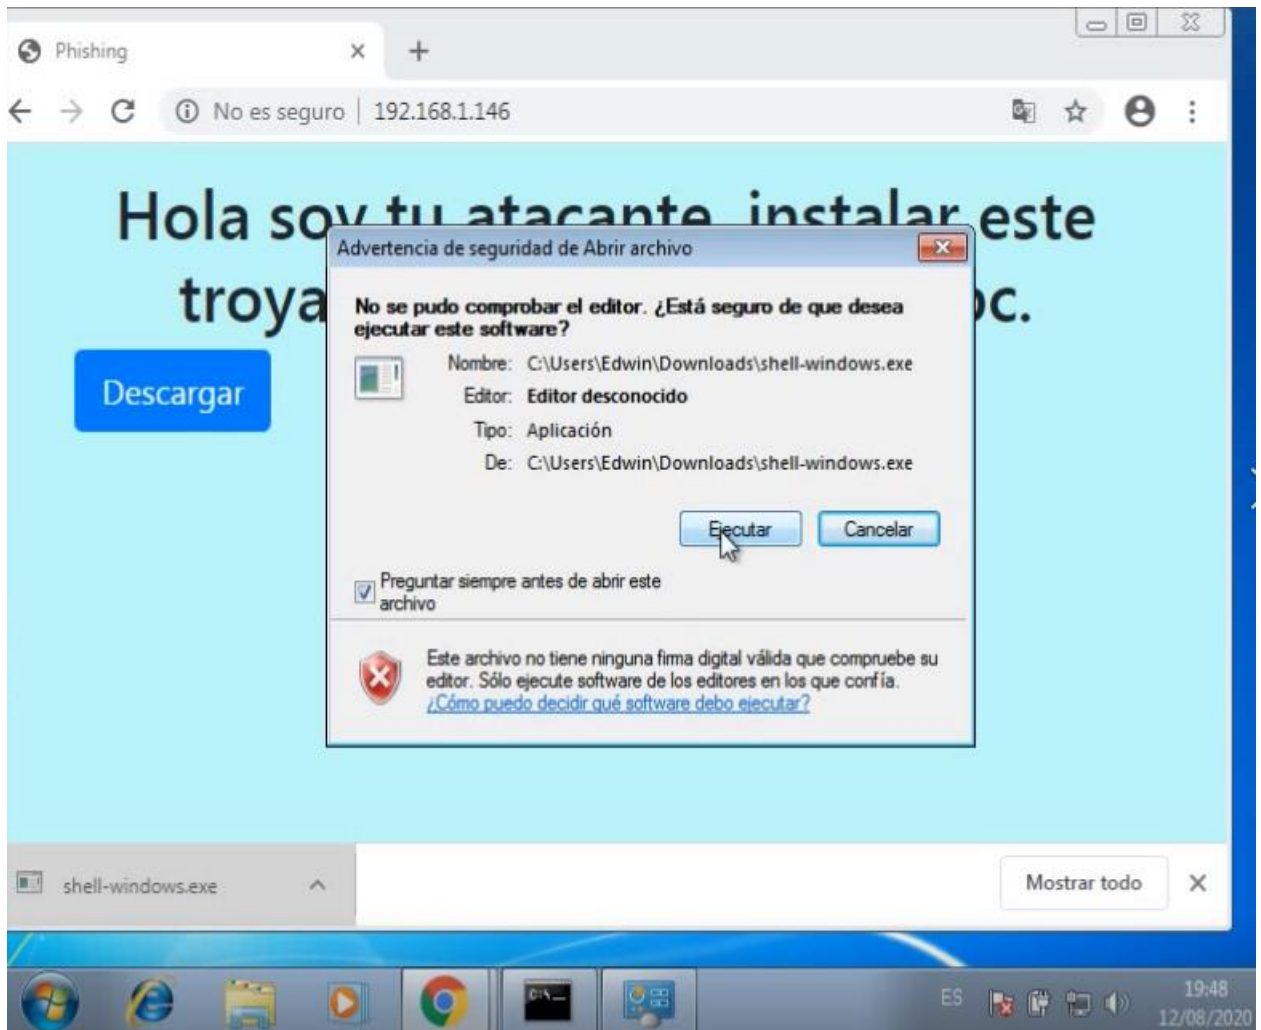 Phishing
No es seguro | 192.168.1.146
Hola soy tu atacante, instalar este
troya
pc.
Descargar
Advertencia de seguridad de Abrir archivo
No se pudo comprobar el editor. ¿Está seguro de que desea
ejecutar este software?
Nombre: C:\Users\Edwin\Downloads\shell-windows.exe
Editor: Editor desconocido
Tipo: Aplicación
De: C:\Users\Edwin\Downloads\shell-windows.exe
Ejecutar
Cancelar
Preguntar siempre antes de abrir este
archivo
Este archivo no tiene ninguna firma digital válida que compruebe su
editor. Sólo ejecute software de los editores en los que confía.
¿Cómo puedo decidir qué software debo ejecutar?
shell-windows.exe
Mostrar todo
C:\_
ES
19:48
12/08/2020